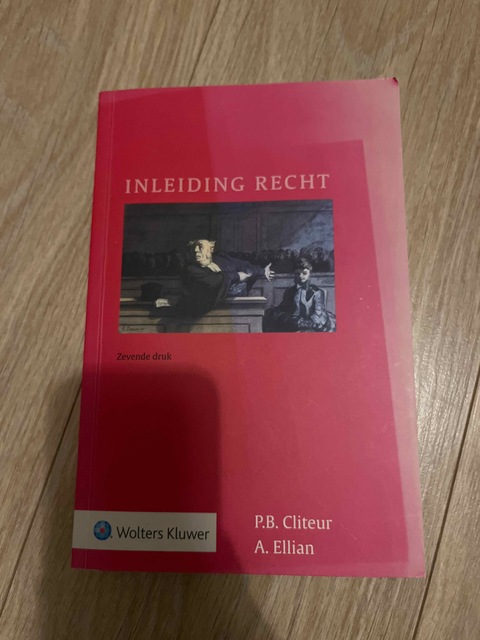 INLEIDING RECHT
Zevende druk
Wolters Kluwer
P.B. Cliteur
A. Ellian